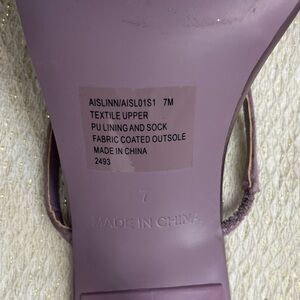 AISLINN/AISL01S1 7M
TEXTILE UPPER
PU LINING AND SOCK
FABRIC COATED OUTSOLE
MADE IN CHINA
2493
7
MADE IN CHINA